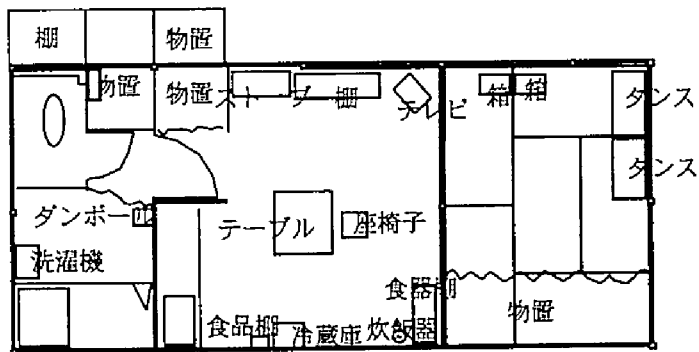 棚
物置
物置
物置
ストーブ
棚
テレビ
箱
箱
タンス
タンス
ダンボール
テーブル
座椅子
洗濯機
食器棚
物置
食品棚
冷蔵庫
炊飯器